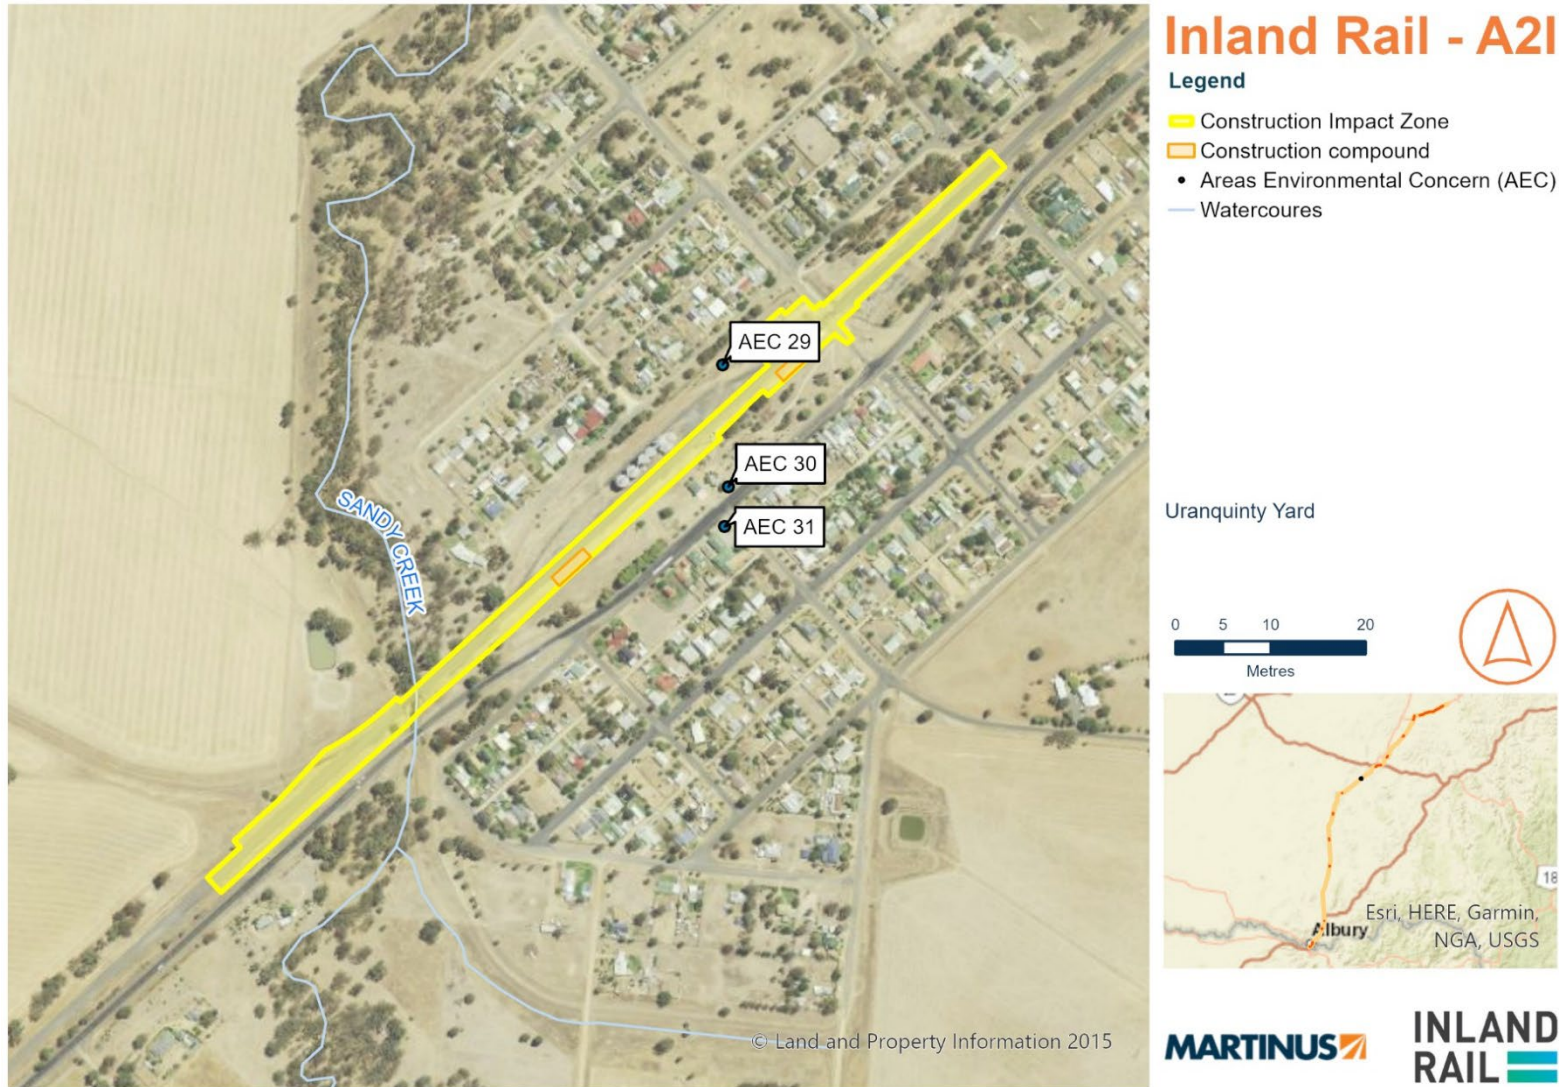 Inland Rail - A2I
Legend
Construction Impact Zone
Construction compound
Areas Environmental Concern (AEC)
Watercoures
AEC 29
AEC 30
AEC 31
SANDY CREEK
Uranquinty Yard
0 5 10 20
Metres
18
Albury
Esri, HERE, Garmin,
NGA, USGS
© Land and Property Information 2015
MARTINUS
INLAND
RAIL